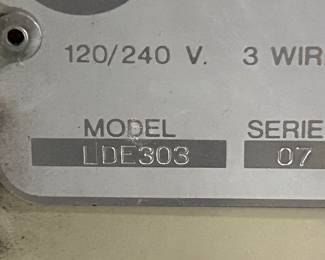 120/240 V. 3 WIR
MODEL SERIE
LDE303 07